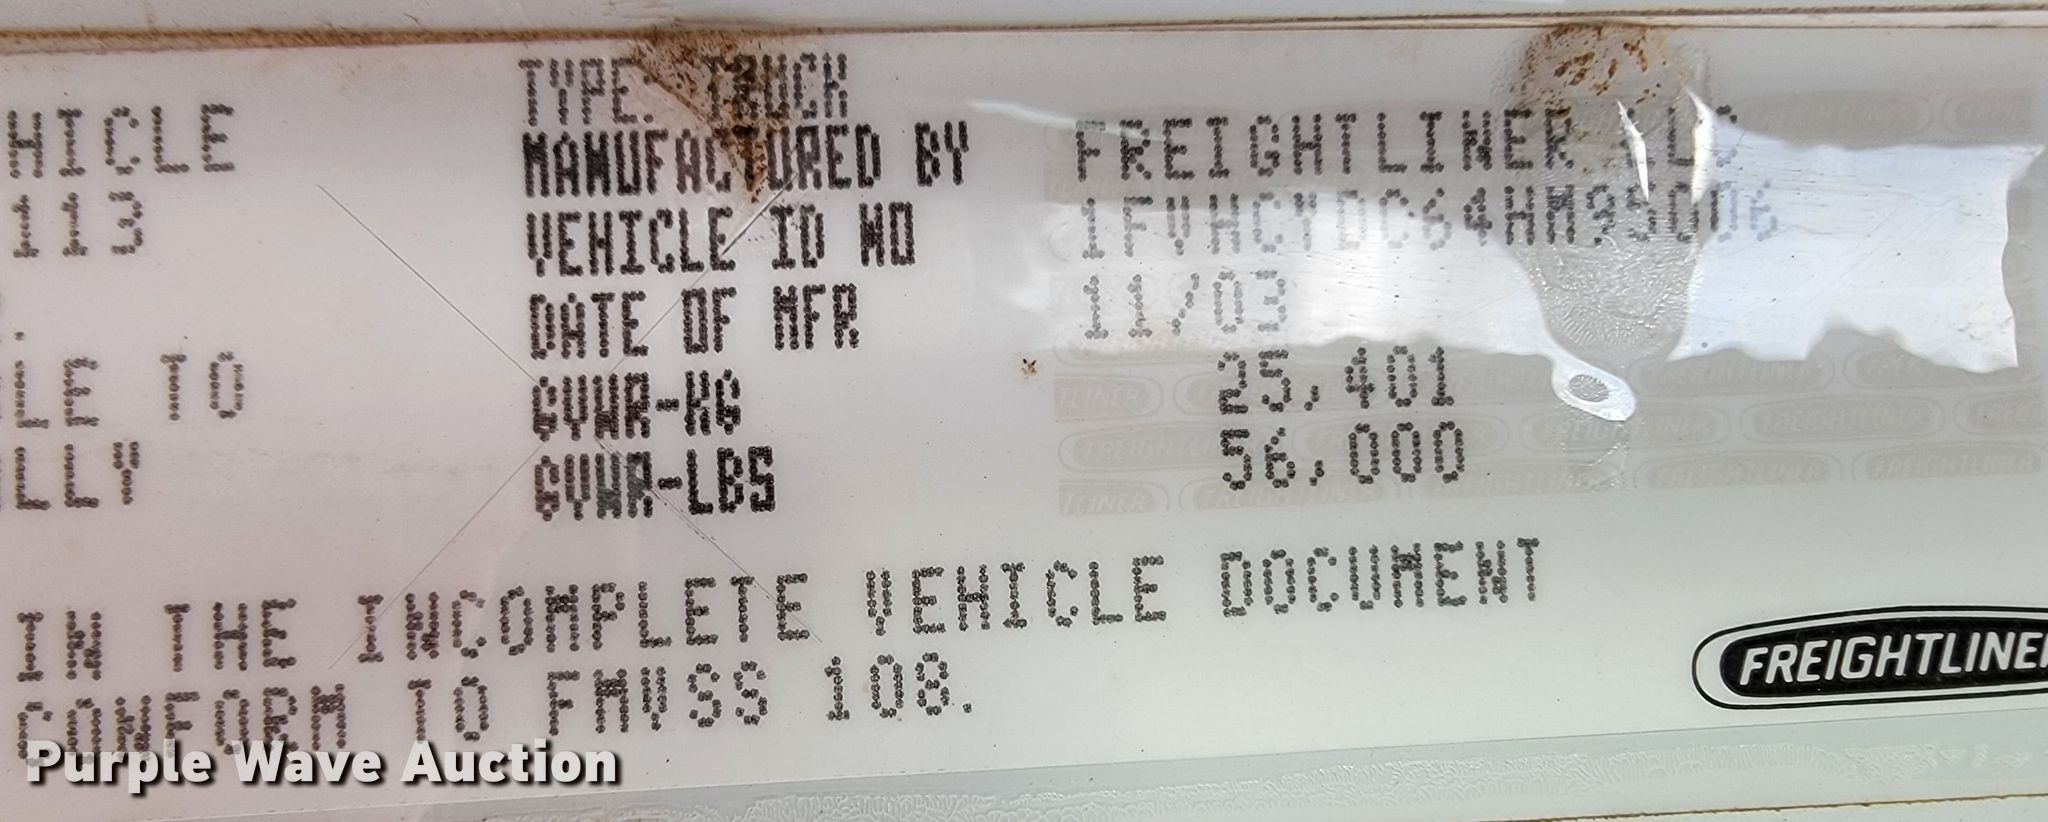 HICLE
113
LE TO
LLY
TYPE: TRUCK
MANUFACTURED BY FREIGHTLINER
VEHICLE ID NO
DATE OF MFR 11/03
GVWR-KG 25,401
GVWR-LBS 56,000
IN THE INCOMPLETE VEHICLE DOCUMENT
CONFORM TO FMVSS 108.
FREIGHTLINER
Purple Wave Auction